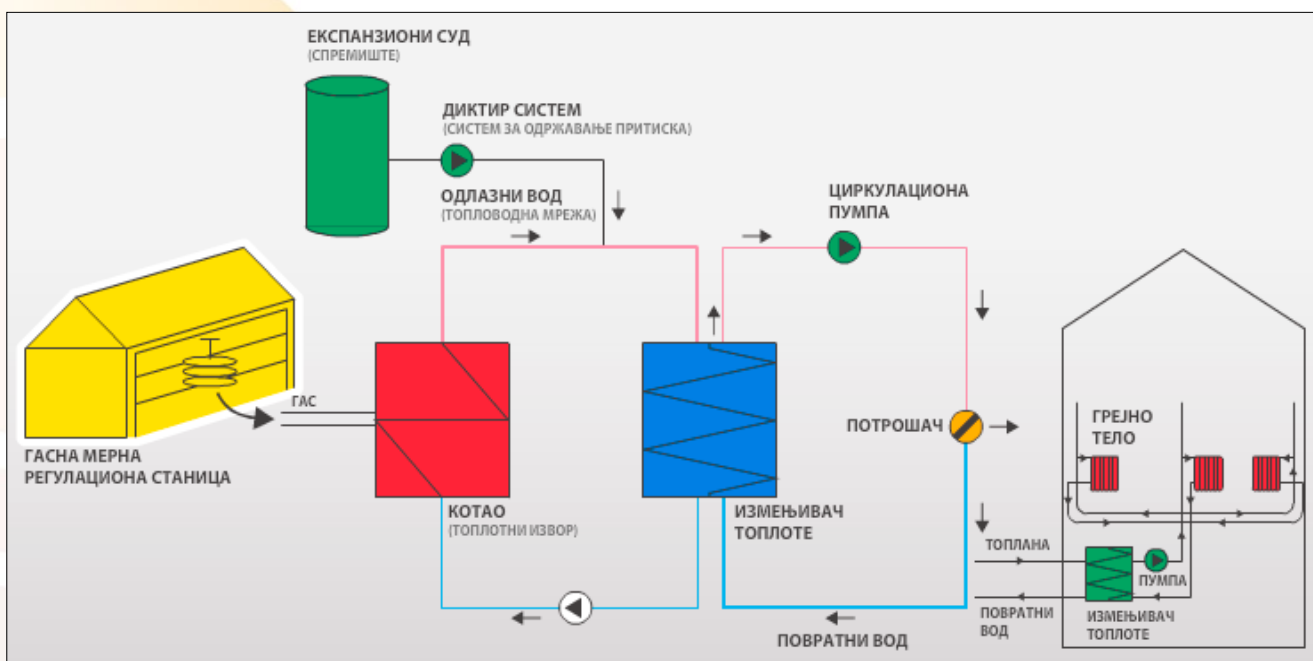 ЕКСПАНЗИОНИ СУД
(СПРЕМИШТЕ)
ДИКТИР СИСТЕМ
(СИСТЕМ ЗА ОДРЖАВАЊЕ ПРИТИСКА)
ОДЛАЗНИ ВОД
(ТОПЛОВОДНА МРЕЖА)
ЦИРКУЛАЦИОНА
ПУМПА
ГАС
ГАСНА МЕРНА
РЕГУЛАЦИОНА СТАНИЦА
КОТАО
(ТОПЛОТНИ ИЗВОР)
ИЗМЕЊИВАЧ
ТОПЛОТЕ
ПОТРОШАЧ
ПОВРАТНИ ВОД
ГРЕЈНО
ТЕЛО
ТОПЛАНА
ПУМПА
ПОВРАТНИ
ВОД
ИЗМЕЊИВАЧ
ТОПЛОТЕ